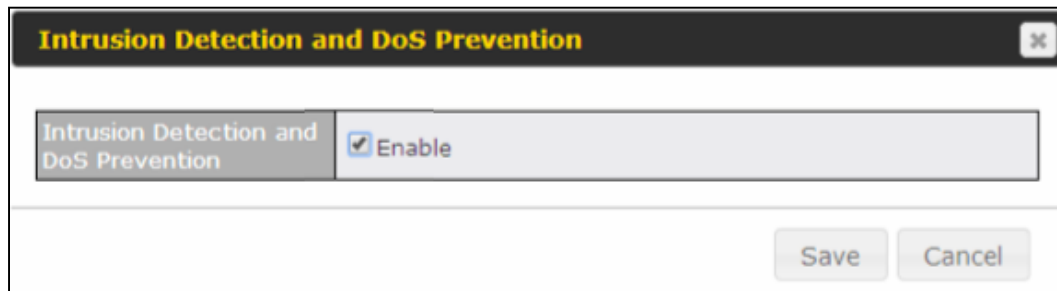 Intrusion Detection and DoS Prevention
Intrusion Detection and
DoS Prevention
Enable
Save
Cancel